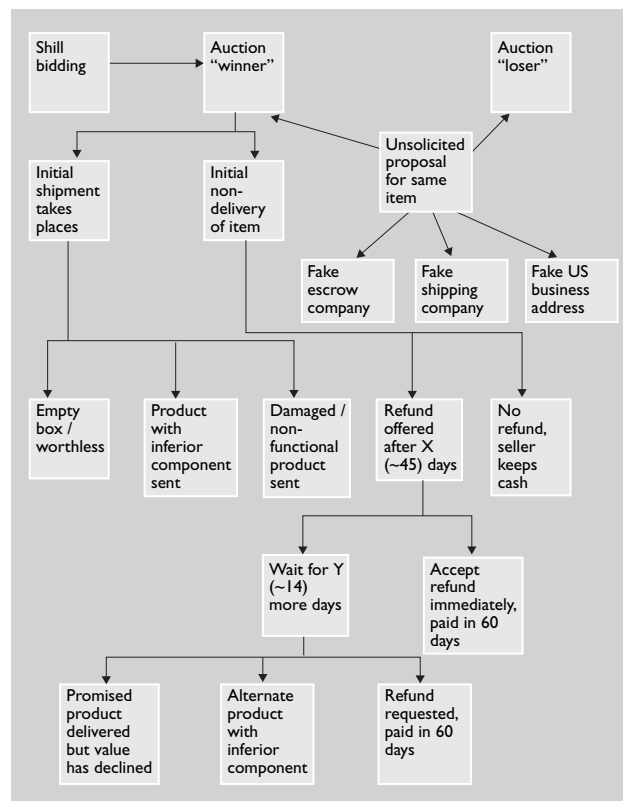 Shill
bidding
Auction
“winner”
Auction
“loser”
Unsolicited
proposal
for same
item
Initial
shipment
takes
places
Initial
non-
delivery
of item
Fake
escrow
company
Fake
shipping
company
Fake US
business
address
Empty
box /
worthless
Product
with
inferior
component
sent
Damaged /
non-
functional
product
sent
Refund
offered
after X
(~45) days
No
refund,
seller
keeps
cash
Wait for Y
(~14)
more days
Accept
refund
immediately,
paid in 60
days
Promised
product
delivered
but value
has declined
Alternate
product
with
inferior
component
Refund
requested,
paid in 60
days